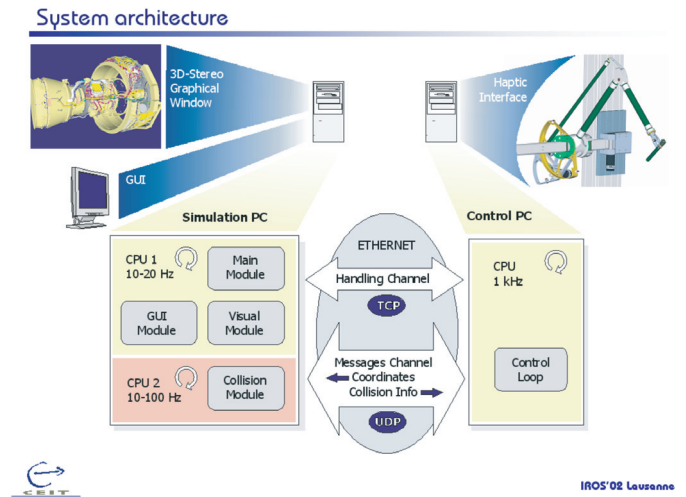 System architecture
3D-Stereo
Graphical
Window
Haptic
Interface
GUI
Simulation PC
Control PC
CPU 1
10-20 Hz
Main
Module
GUI
Module
Visual
Module
CPU 2
10-100 Hz
Collision
Module
ETHERNET
Handling Channel
TCP
Messages Channel
Coordinates
Collision Info
UDP
CPU
1 kHz
Control
Loop
CEIT
IROS'02 Lausanne